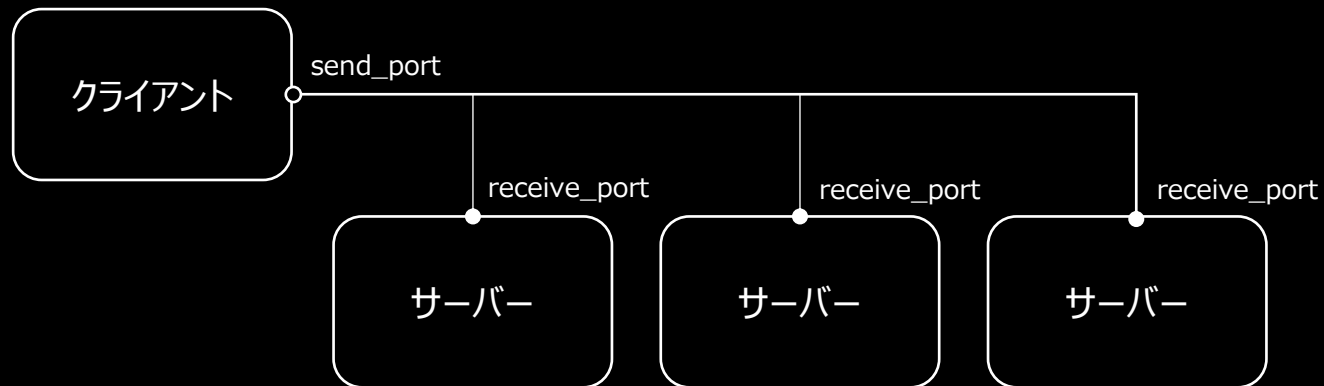 クライアント
send_port
receive_port
receive_port
receive_port
サーバー
サーバー
サーバー